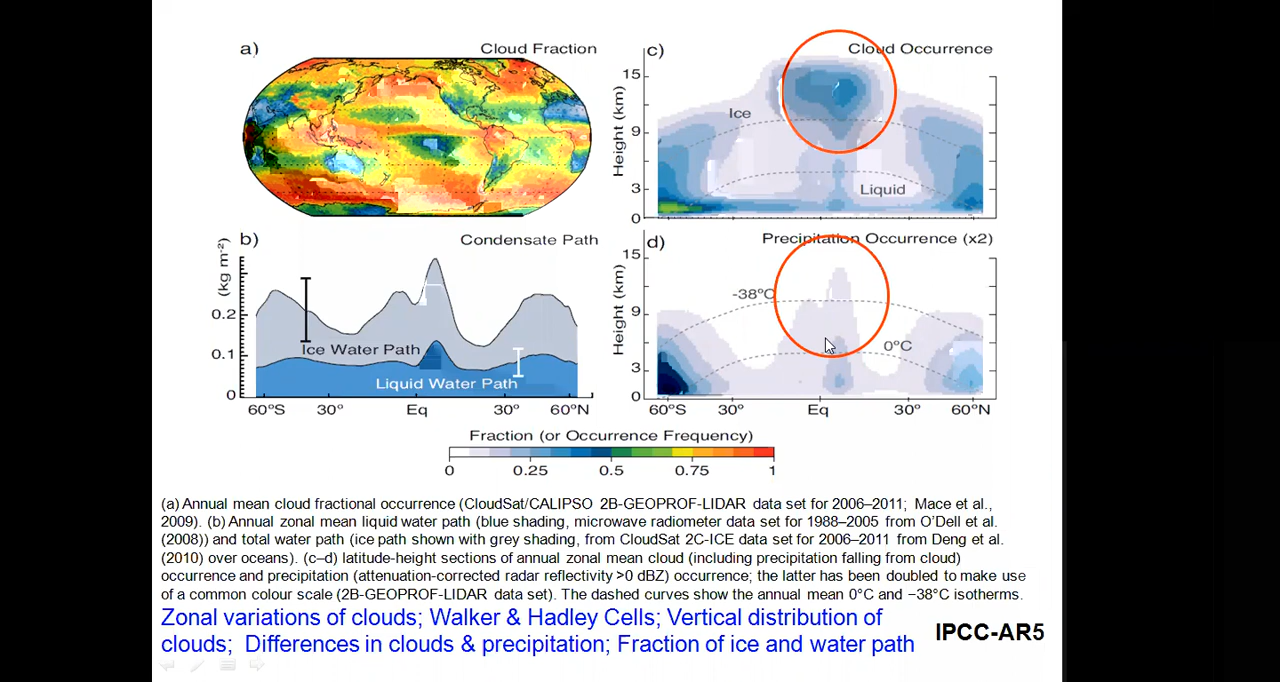 a)
Cloud Fraction
c)
Cloud Occurrence
15
9
3
0
Height (km)
Ice
Liquid
b)
Condensate Path
(kg m⁻²)
0.2
0.1
0
Ice Water Path
Liquid Water Path
60°S
30°
Eq
30°
60°N
d)
Precipitation Occurrence (x2)
15
9
3
0
Height (km)
-38°C
0°C
60°S
30°
Eq
30°
60°N
Fraction (or Occurrence Frequency)
0
0.25
0.5
0.75
1
(a) Annual mean cloud fractional occurrence (CloudSat/CALIPSO 2B-GEOPROF-LIDAR data set for 2006–2011; Mace et al.,
2009). (b) Annual zonal mean liquid water path (blue shading, microwave radiometer data set for 1988–2005 from O'Dell et al.
(2008)) and total water path (ice path shown with grey shading, from CloudSat 2C-ICE data set for 2006–2011 from Deng et al.
(2010) over oceans). (c–d) latitude-height sections of annual zonal mean cloud (including precipitation falling from cloud)
occurrence and precipitation (attenuation-corrected radar reflectivity >0 dBZ) occurrence; the latter has been doubled to make use
of a common colour scale (2B-GEOPROF-LIDAR data set). The dashed curves show the annual mean 0°C and −38°C isotherms.
Zonal variations of clouds; Walker & Hadley Cells; Vertical distribution of
clouds; Differences in clouds & precipitation; Fraction of ice and water path
IPCC-AR5